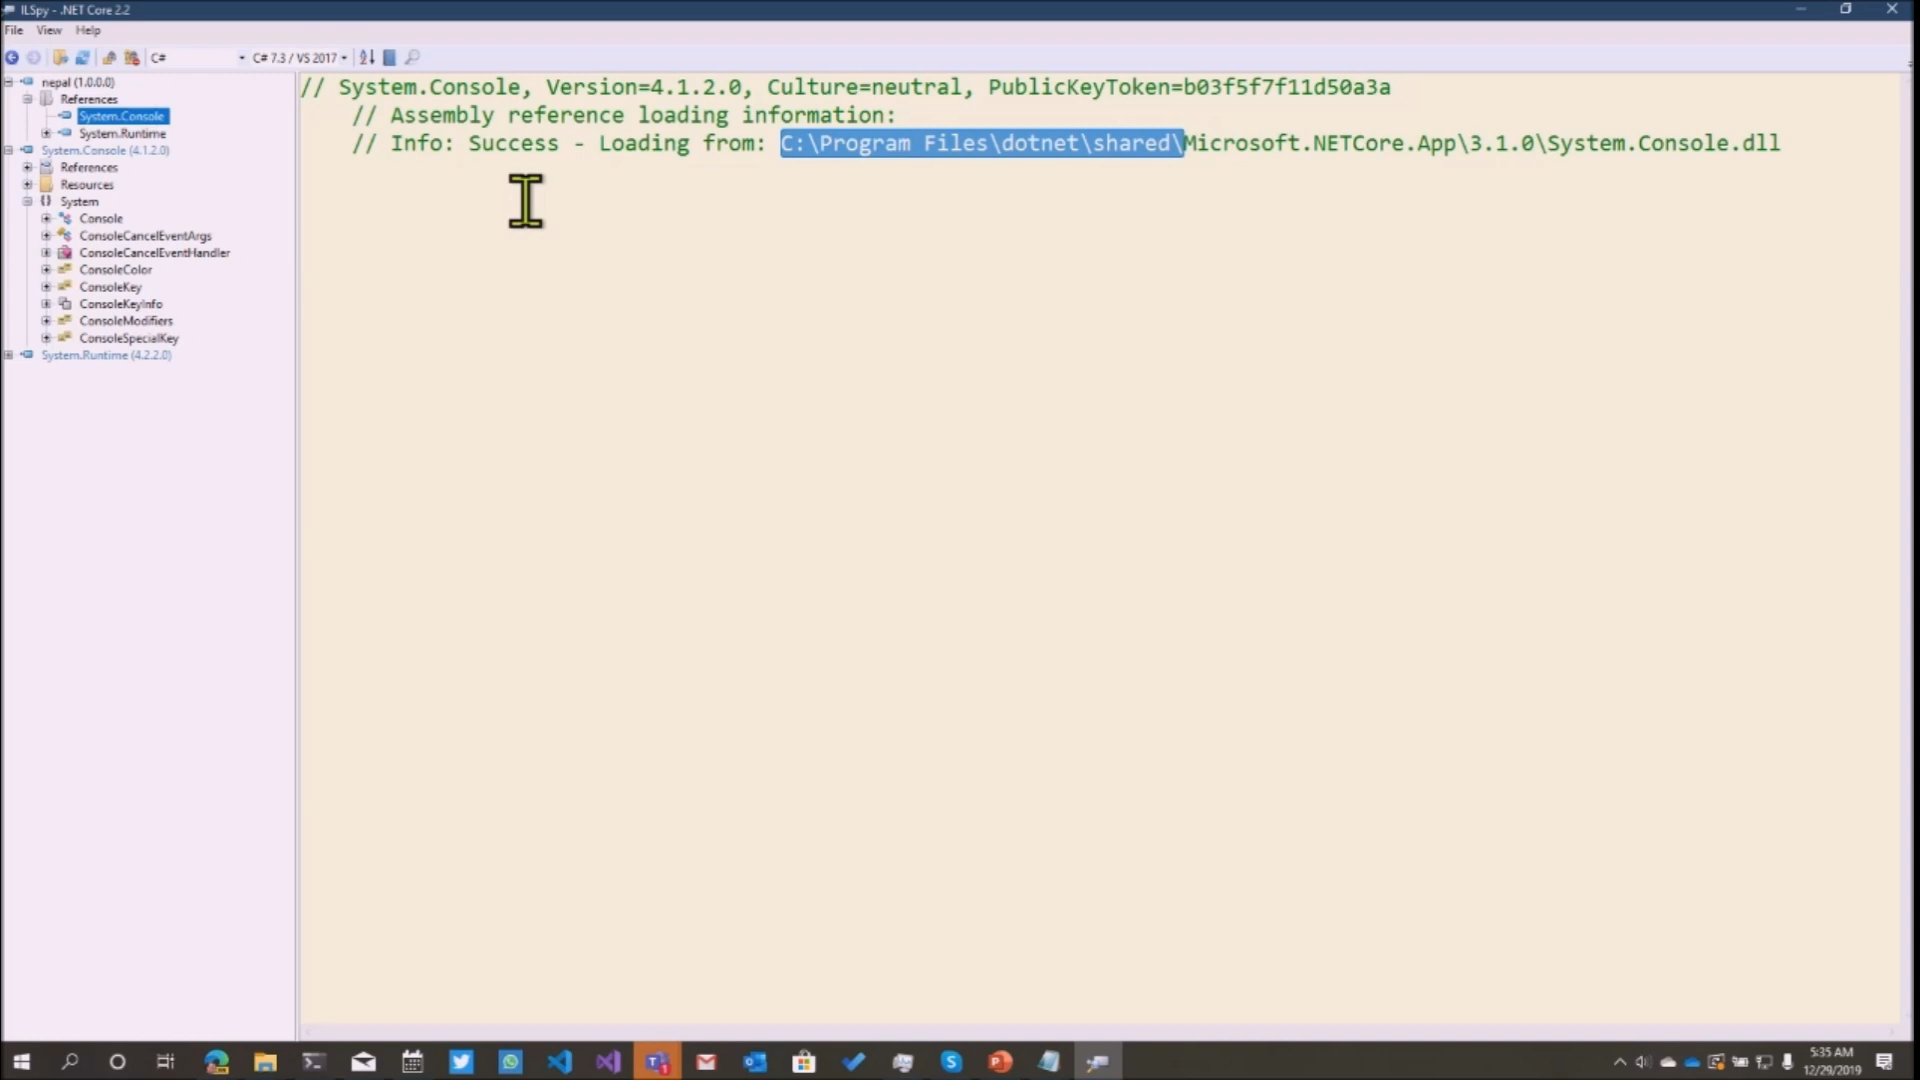 ILSpy - .NET Core 2.2
File View Help
C# C# 7.3 / VS 2017
nepal (1.0.0.0)
References
System.Console
System.Runtime
System.Console (4.1.2.0)
References
Resources
{} System
Console
ConsoleCancelEventArgs
ConsoleCancelEventHandler
ConsoleColor
ConsoleKey
ConsoleKeyInfo
ConsoleModifiers
ConsoleSpecialKey
System.Runtime (4.2.2.0)
// System.Console, Version=4.1.2.0, Culture=neutral, PublicKeyToken=b03f5f7f11d50a3a
// Assembly reference loading information:
// Info: Success - Loading from: C:\Program Files\dotnet\shared\Microsoft.NETCore.App\3.1.0\System.Console.dll
5:35 AM
12/29/2019